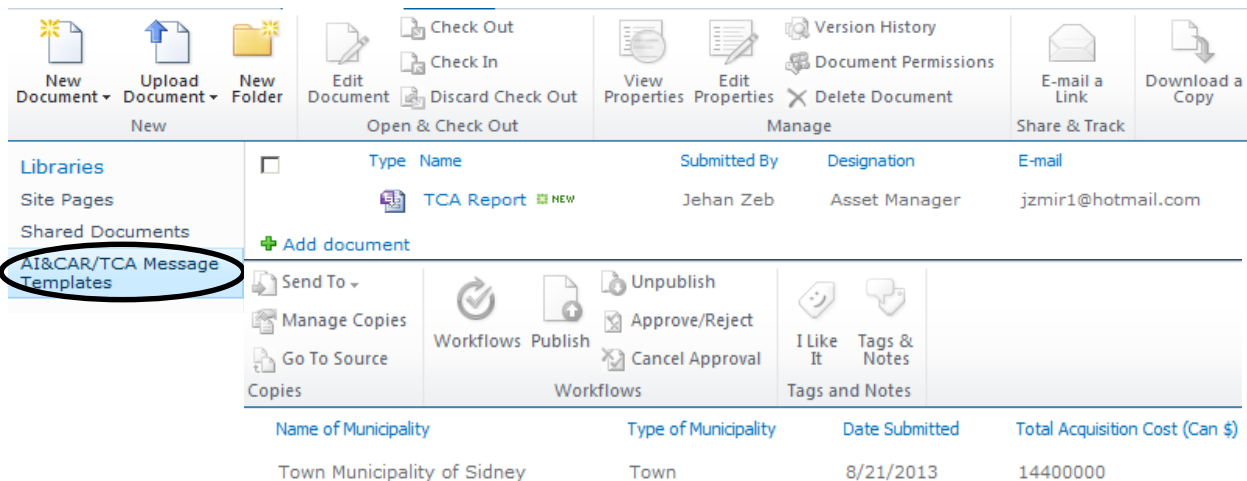 New Document
Upload Document
New Folder
New
Edit Document
Check Out
Check In
Discard Check Out
Open & Check Out
View Properties
Edit Properties
Version History
Document Permissions
Delete Document
Manage
E-mail a Link
Share & Track
Download a Copy
Libraries
Site Pages
Shared Documents
AI&CAR/TCA Message
Templates
Type Name Submitted By Designation E-mail
TCA Report NEW Jehan Zeb Asset Manager jzmir1@hotmail.com
Add document
Send To
Manage Copies
Go To Source
Copies
Workflows
Publish
Unpublish
Approve/Reject
Cancel Approval
Workflows
I Like It
Tags & Notes
Tags and Notes
Name of Municipality Type of Municipality Date Submitted Total Acquisition Cost (Can $)
Town Municipality of Sidney Town 8/21/2013 14400000